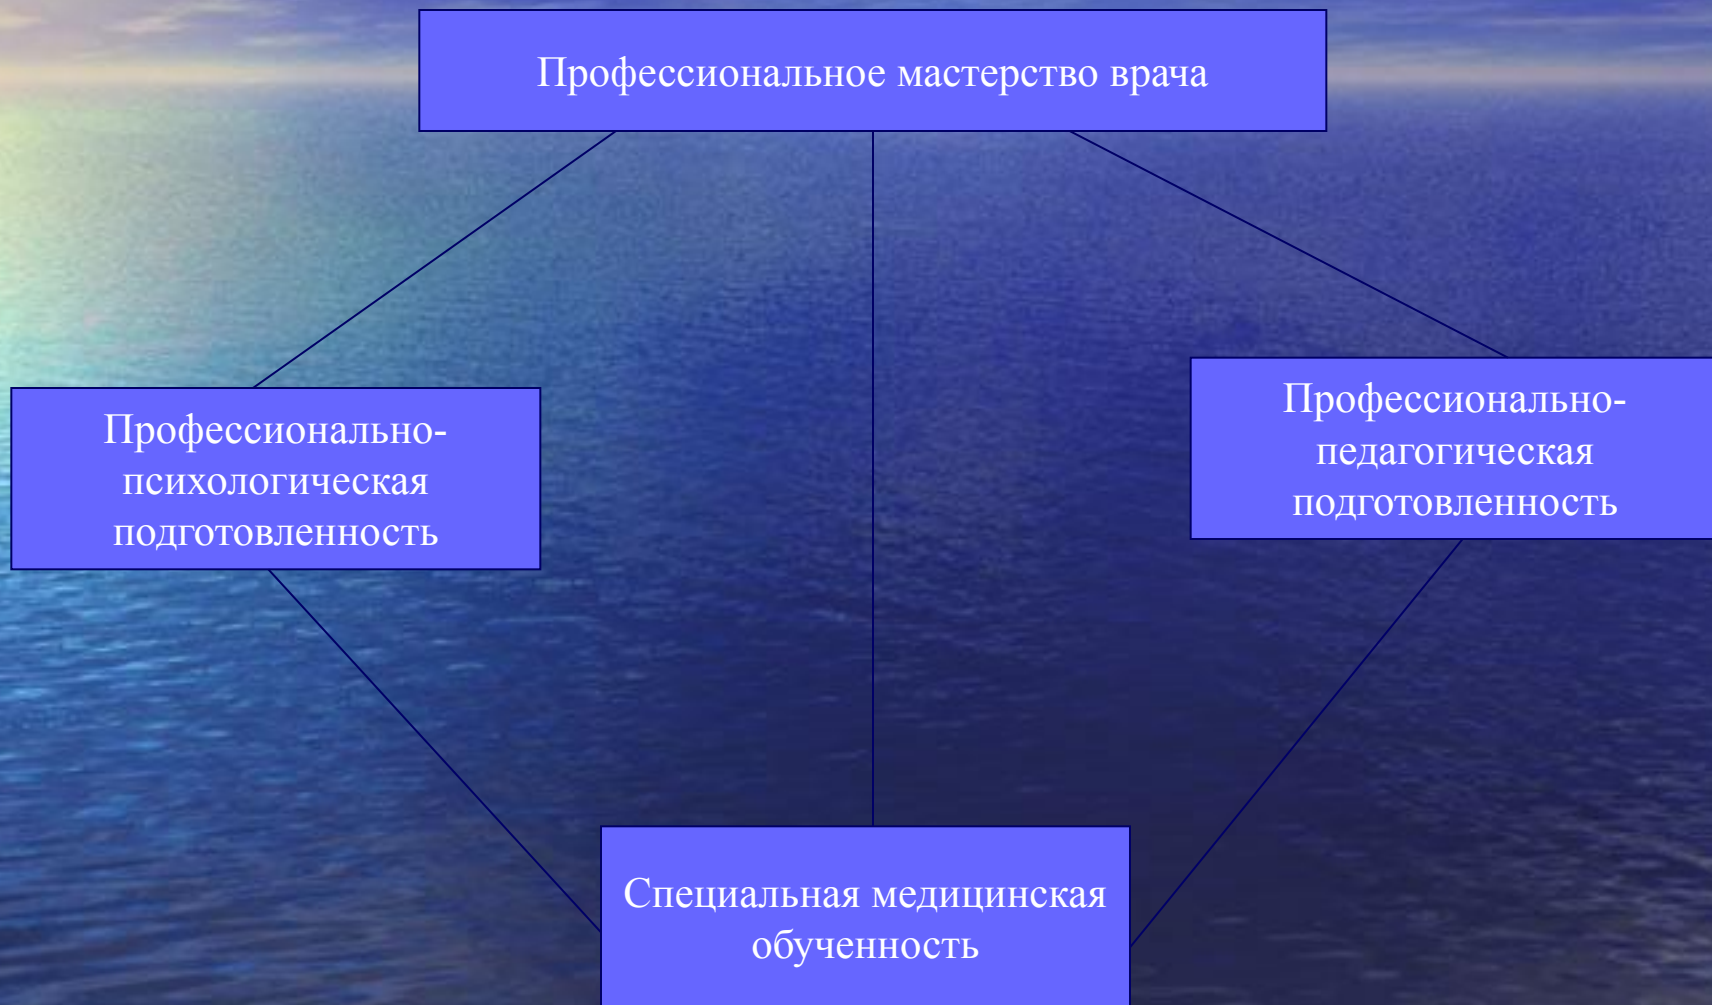 Профессиональное мастерство врача
Профессионально-
психологическая
подготовленность
Профессионально-
педагогическая
подготовленность
Специальная медицинская
обученность